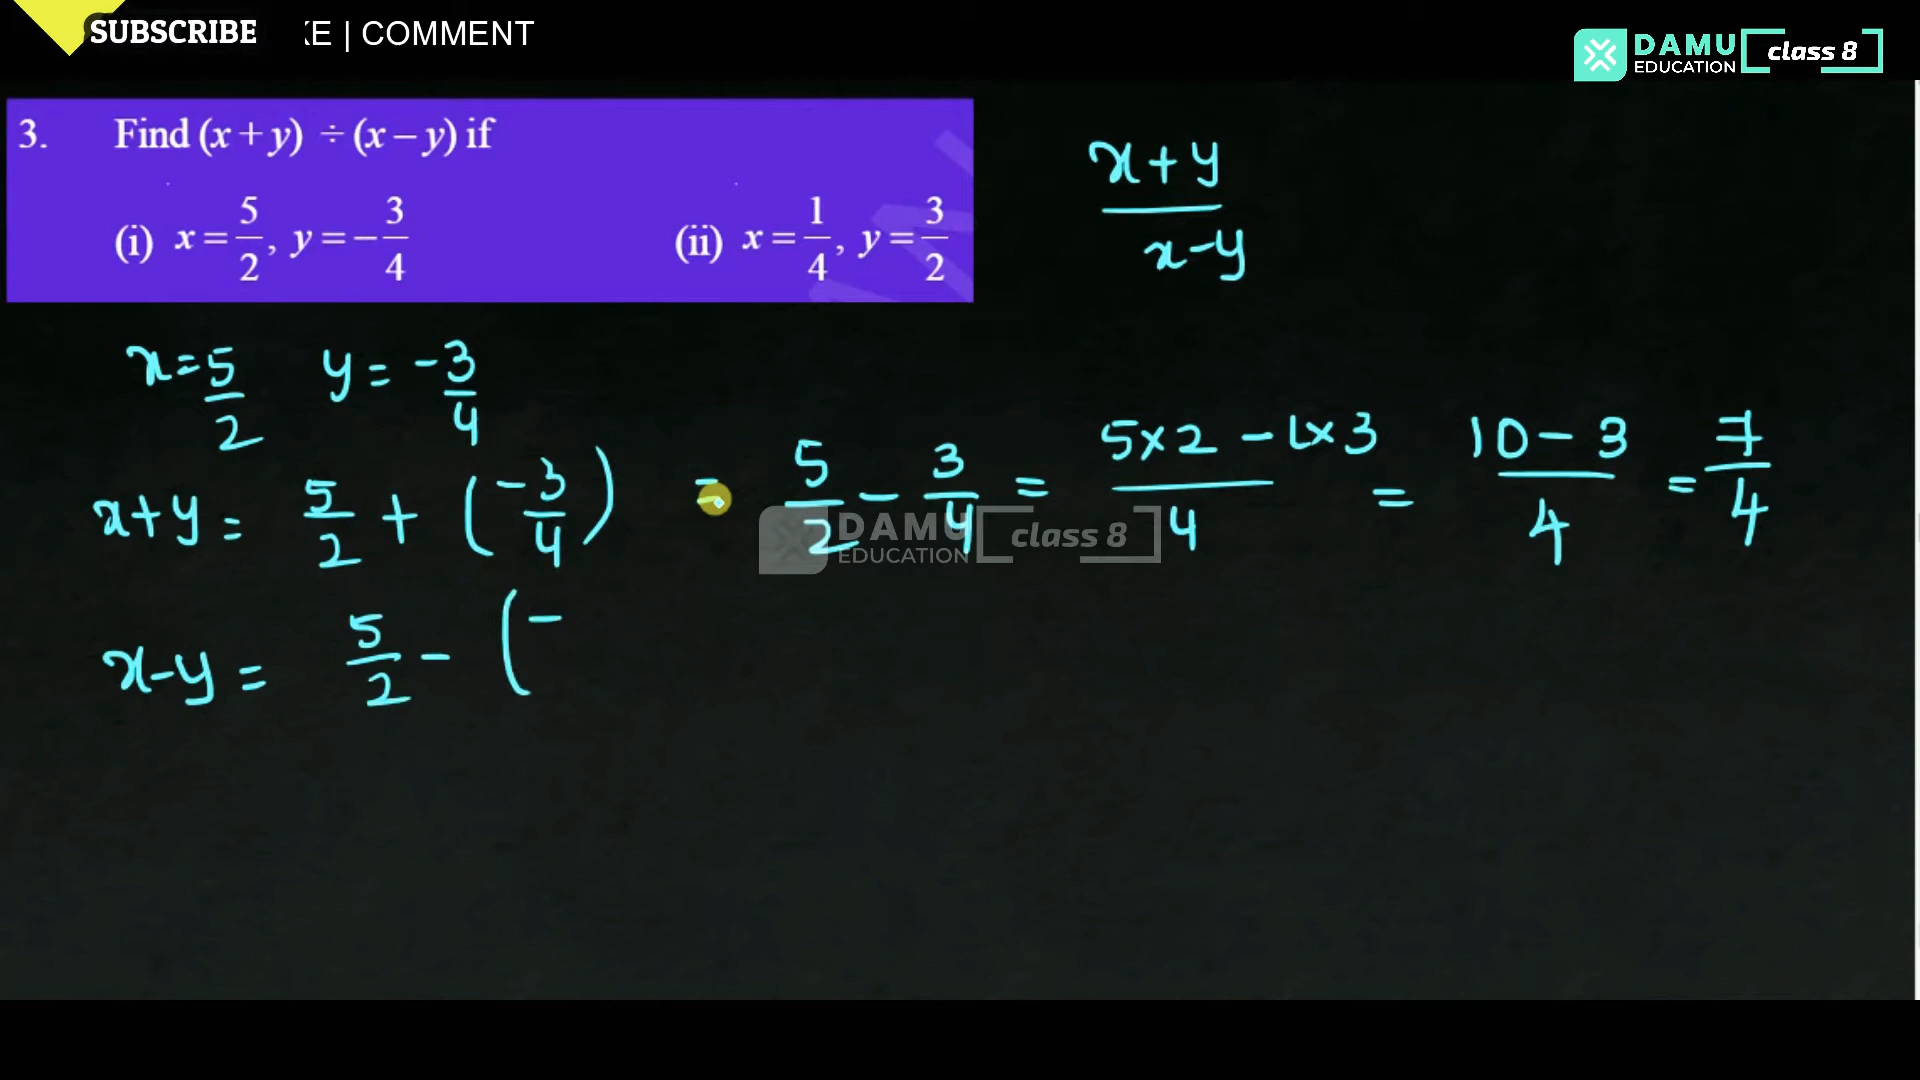 SUBSCRIBE KE | COMMENT
DAMU EDUCATION class 8
3. Find (x + y) ÷ (x – y) if
(i) x = 5/2, y = – 3/4 (ii) x = 1/4, y = 3/2
x+y / x-y
x = 5/2 y = -3/4
x+y = 5/2 + (-3/4) = 5/2 - 3/4 = 5×2 - 1×3 / 4 = 10-3 / 4 = 7/4
DAMU EDUCATION class 8
x-y = 5/2 - (-